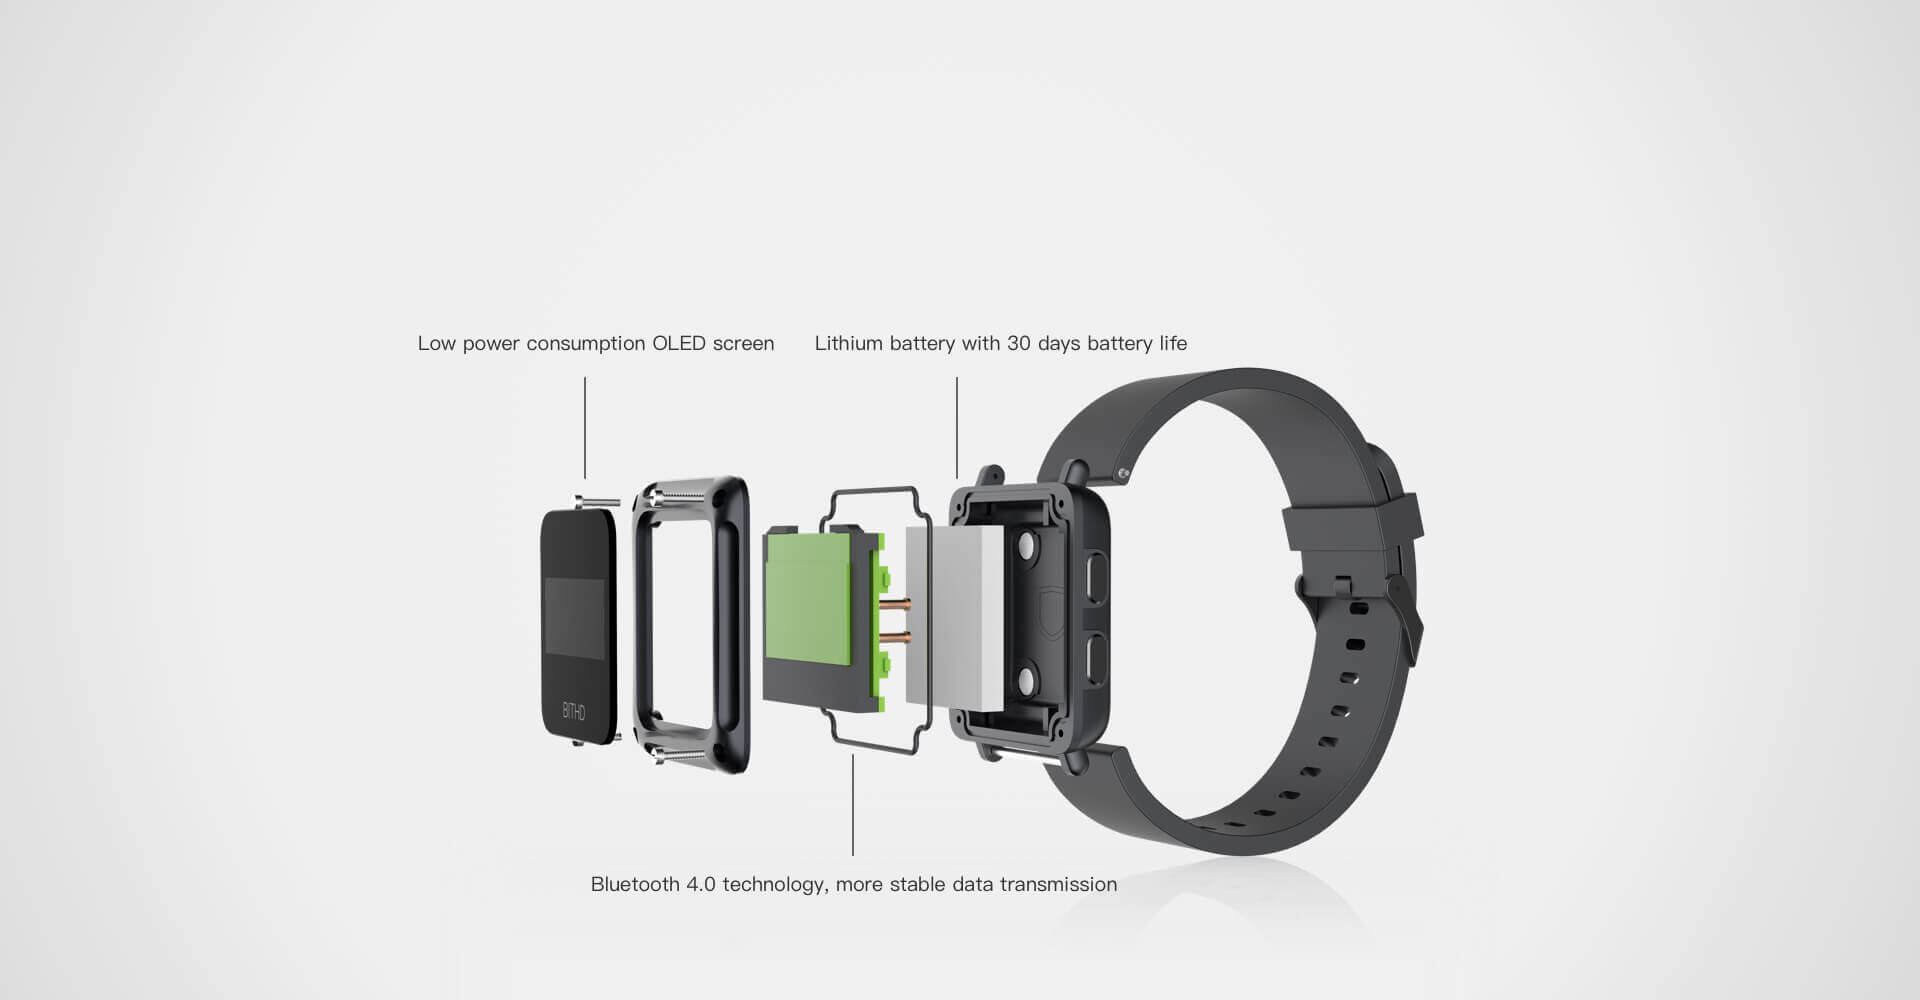 Low power consumption OLED screen
Lithium battery with 30 days battery life
BITHD
Bluetooth 4.0 technology, more stable data transmission